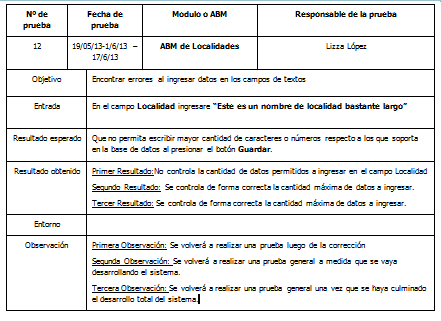 Nº de prueba Fecha de prueba Modulo o ABM Responsable de la prueba
12 19/05/13-1/6/13 – 17/6/13 ABM de Localidades Lizza López
Objetivo Encontrar errores al ingresar datos en los campos de textos
Entrada En el campo Localidad ingresare “Este es un nombre de localidad bastante largo”
Resultado esperado Que no permita escribir mayor cantidad de caracteres o números respecto a los que soporta
en la base de datos al presionar el botón Guardar.
Resultado obtenido Primer Resultado:No controla la cantidad de datos permitidos a ingresar en el campo Localidad
Segundo Resultado: Se controla de forma correcta la cantidad máxima de datos a ingresar.
Tercer Resultado: Se controla de forma correcta la cantidad máxima de datos a ingresar.
Entorno
Observación Primera Observación: Se volverá a realizar una prueba luego de la corrección
Segunda Observación: Se volverá a realizar una prueba general a medida que se vaya
desarrollando el sistema.
Tercera Observación: Se volverá a realizar una prueba general una vez que se haya culminado
el desarrollo total del sistema.